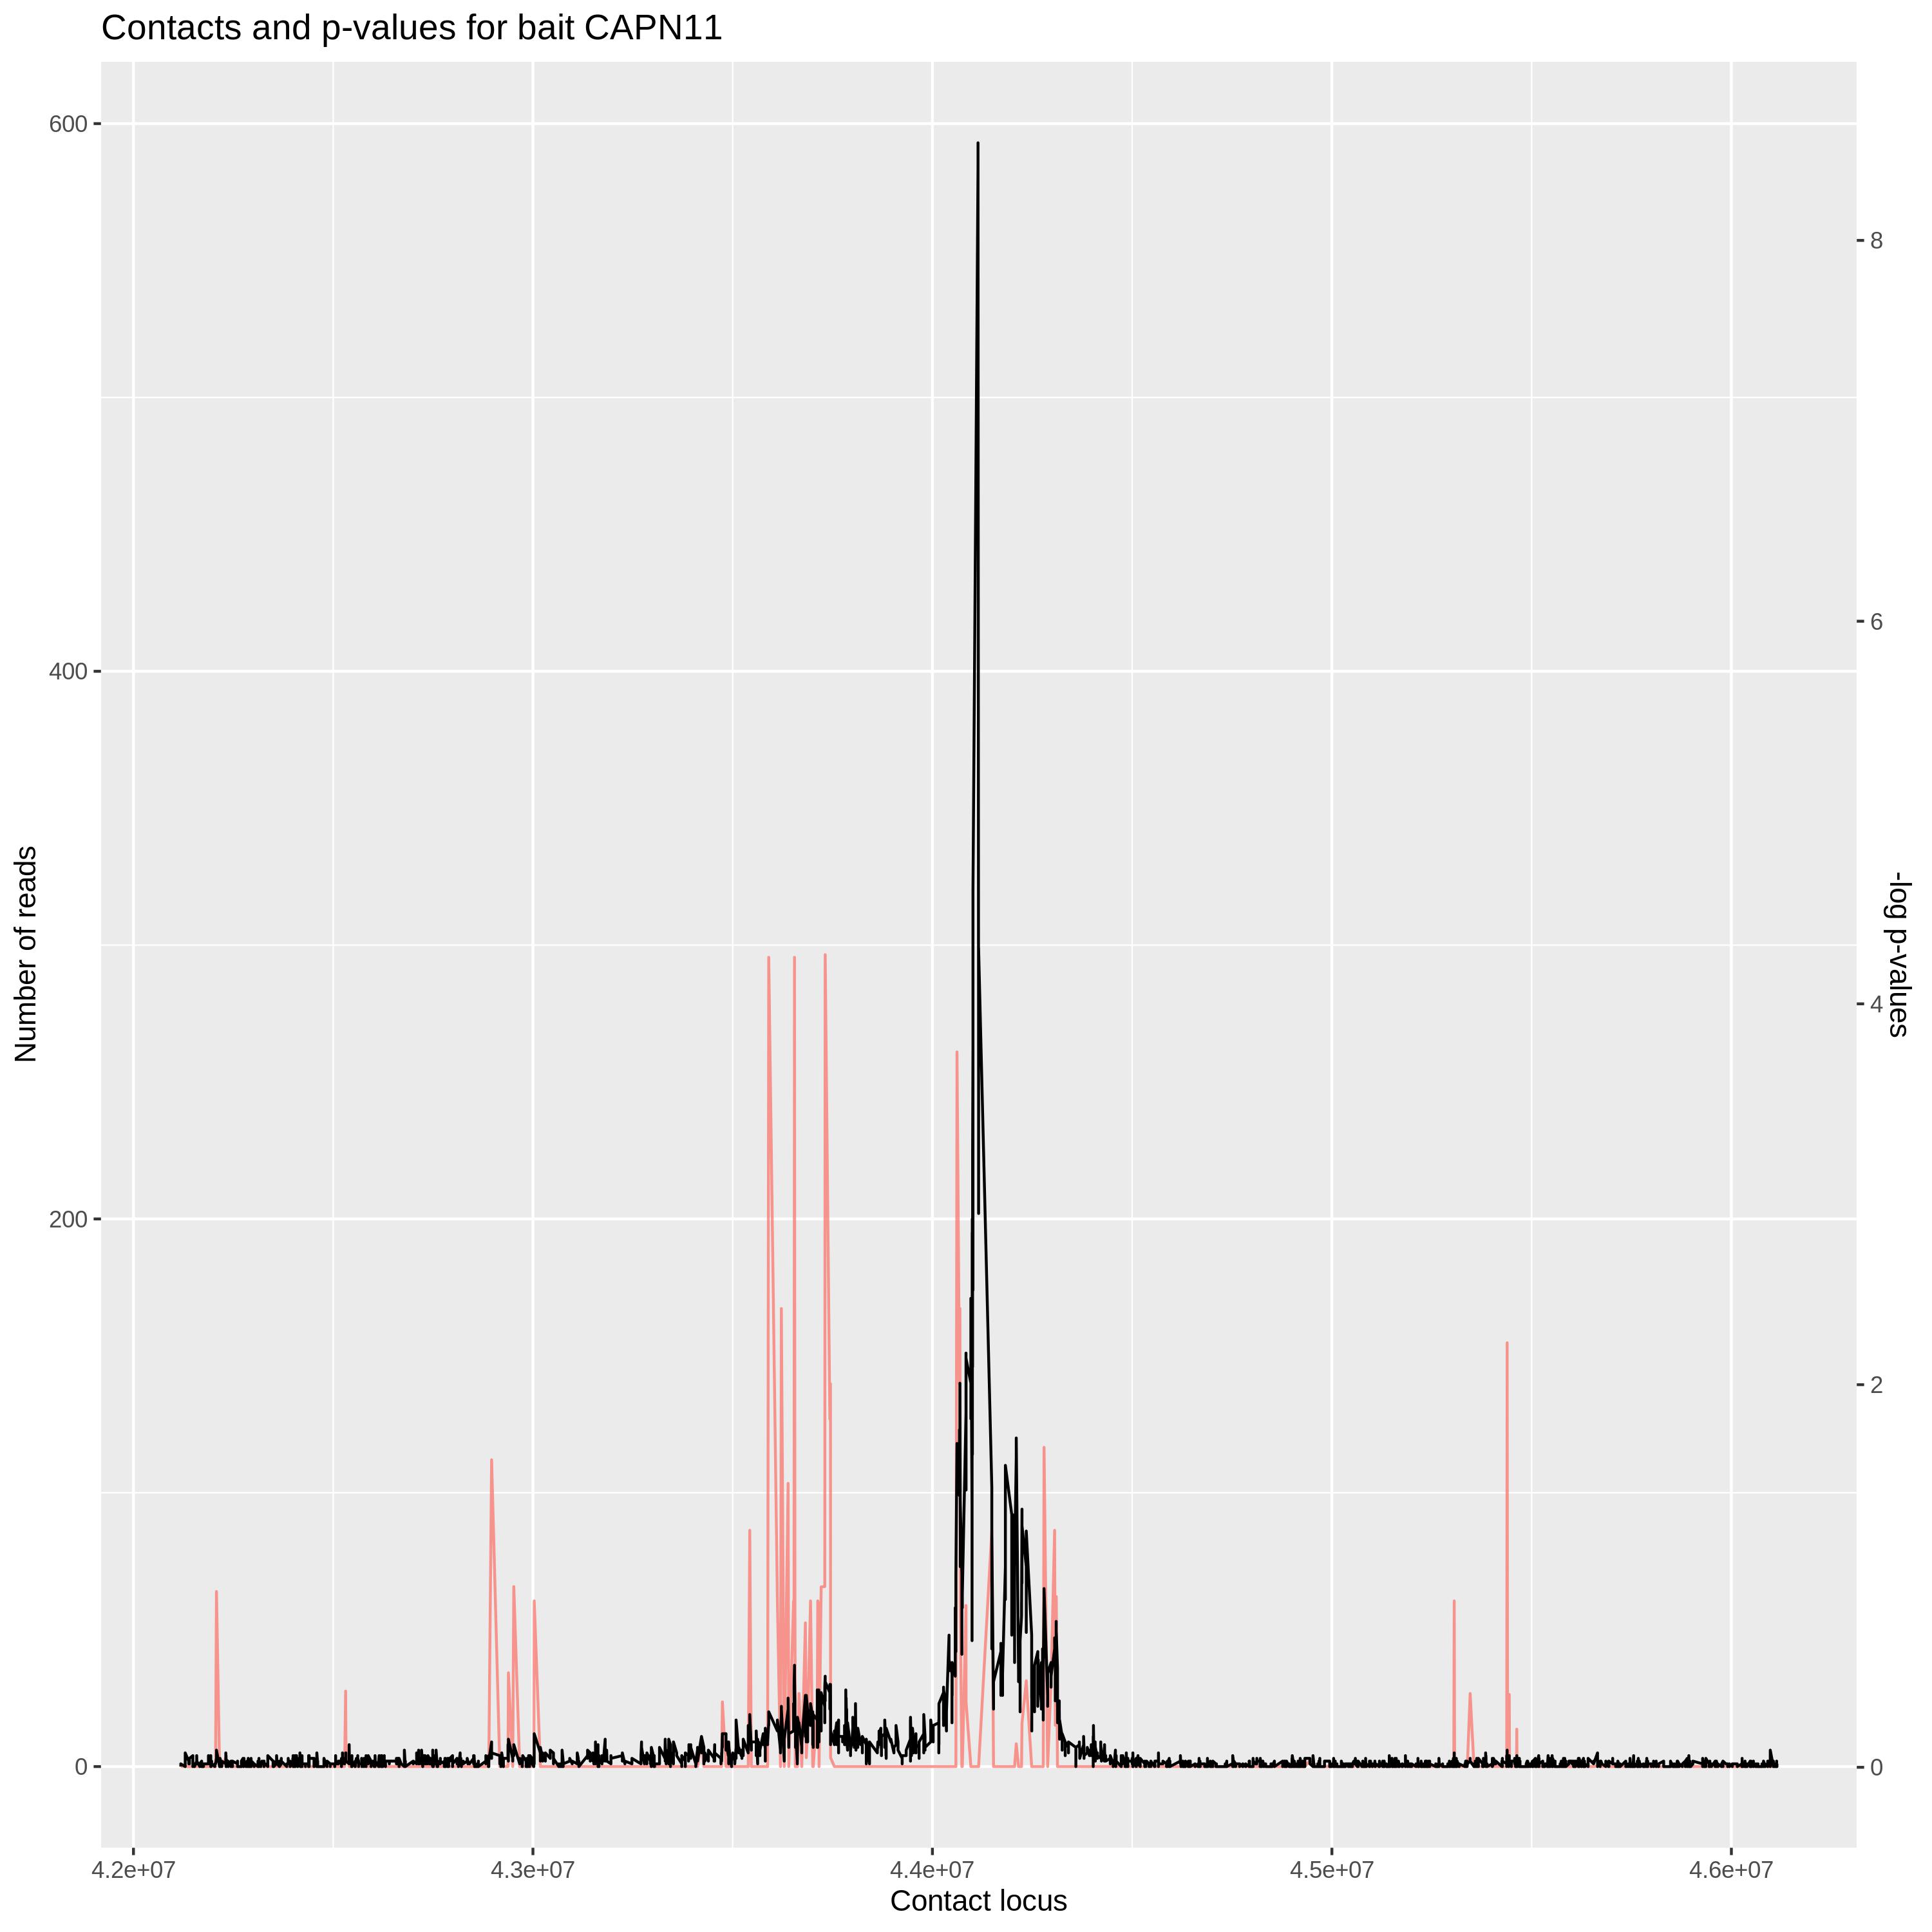 Contacts and p-values for bait CAPN11
600
400
200
0
8
6
4
2
0
Number of reads
-log p-values
4.2e+07
4.3e+07
4.4e+07
4.5e+07
4.6e+07
Contact locus